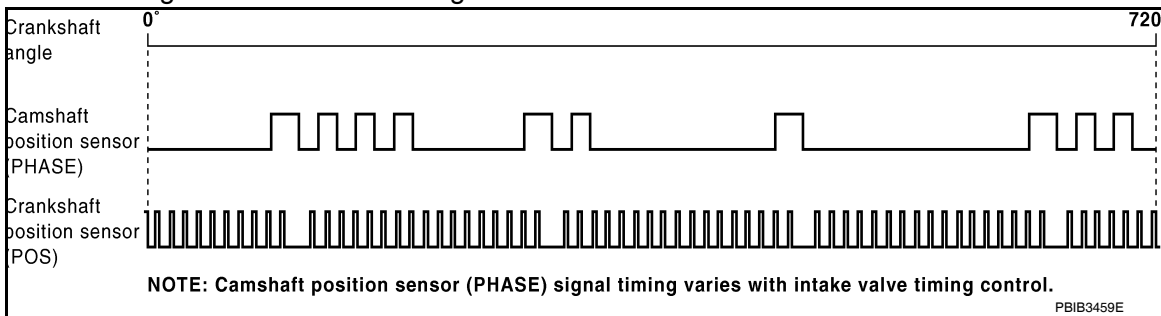 0°
720
Crankshaft
angle
Camshaft
position sensor
(PHASE)
Crankshaft
position sensor
(POS)
NOTE: Camshaft position sensor (PHASE) signal timing varies with intake valve timing control.
PBIB3459E